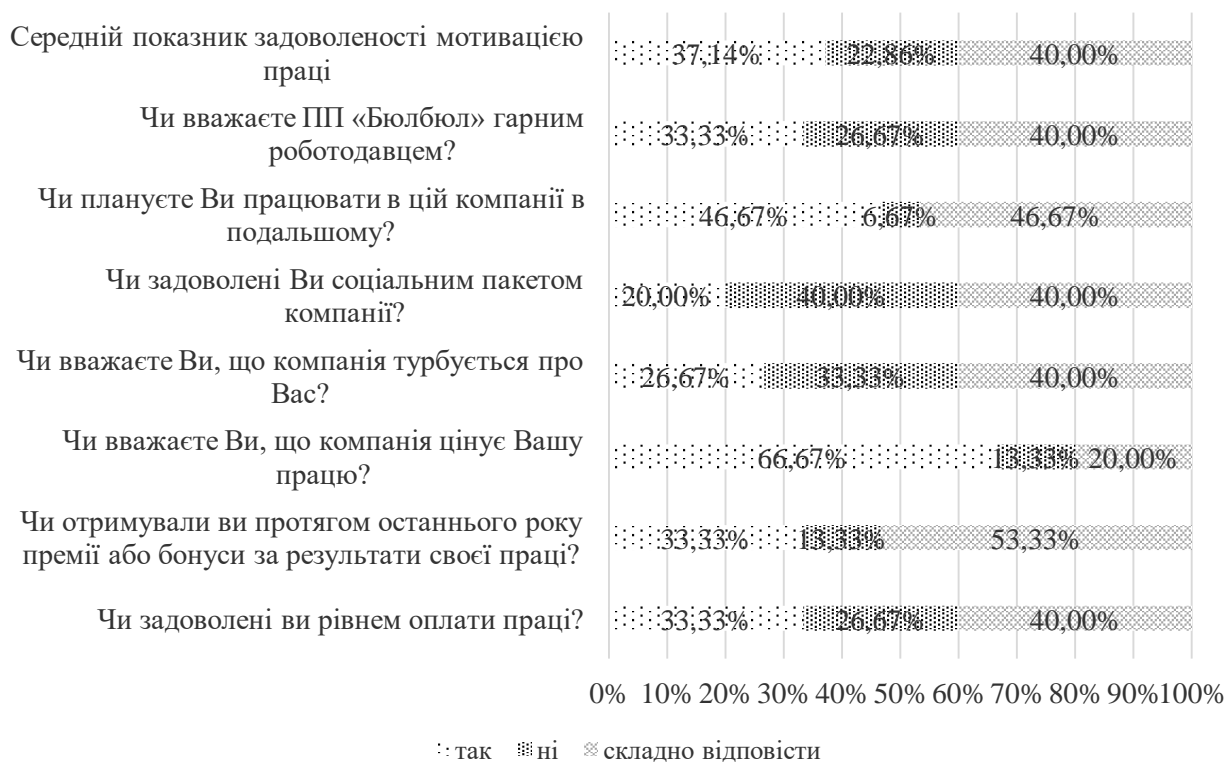 Середній показник задоволеності мотивацією
праці
37,14% 22,86% 40,00%
Чи вважаєте ПП «Бюлбюл» гарним
роботодавцем?
33,33% 26,67% 40,00%
Чи плануєте Ви працювати в цій компанії в
подальшому?
46,67% 6,67% 46,67%
Чи задоволені Ви соціальним пакетом
компанії?
20,00% 40,00% 40,00%
Чи вважаєте Ви, що компанія турбується про
Вас?
26,67% 33,33% 40,00%
Чи вважаєте Ви, що компанія цінує Вашу
працю?
66,67% 13,33% 20,00%
Чи отримували ви протягом останнього року
премії або бонуси за результати своєї праці?
33,33% 13,33% 53,33%
Чи задоволені ви рівнем оплати праці?
33,33% 26,67% 40,00%
0% 10% 20% 30% 40% 50% 60% 70% 80% 90% 100%
так ні складно відповісти